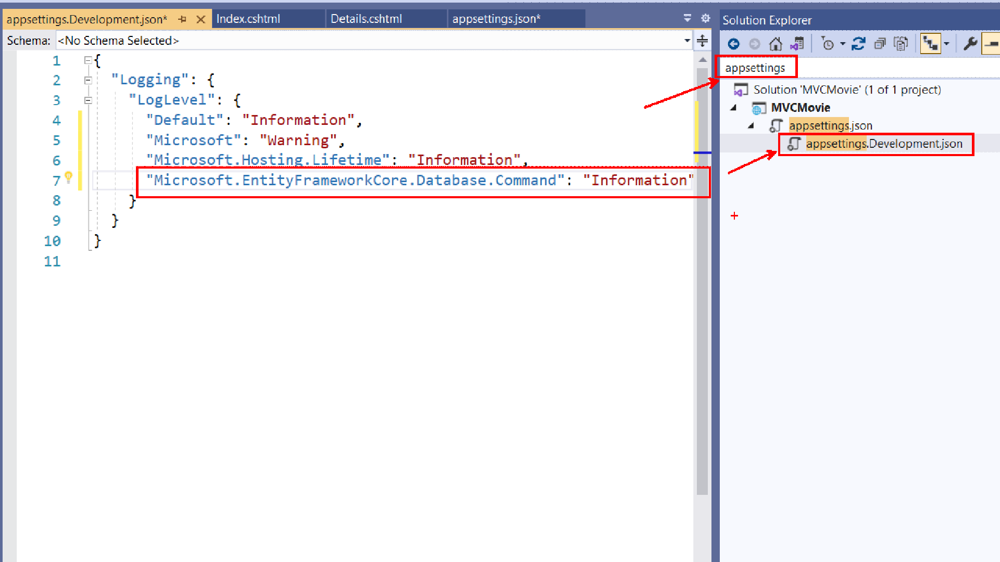 appsettings.Development.json*
Index.cshtml
Details.cshtml
appsettings.json*
Schema: <No Schema Selected>
1 {
2 "Logging": {
3 "LogLevel": {
4 "Default": "Information",
5 "Microsoft": "Warning",
6 "Microsoft.Hosting.Lifetime": "Information",
7 "Microsoft.EntityFrameworkCore.Database.Command": "Information"
8 }
9 }
10 }
11
Solution Explorer
appsettings
Solution 'MVCMovie' (1 of 1 project)
MVCMovie
appsettings.json
appsettings.Development.json